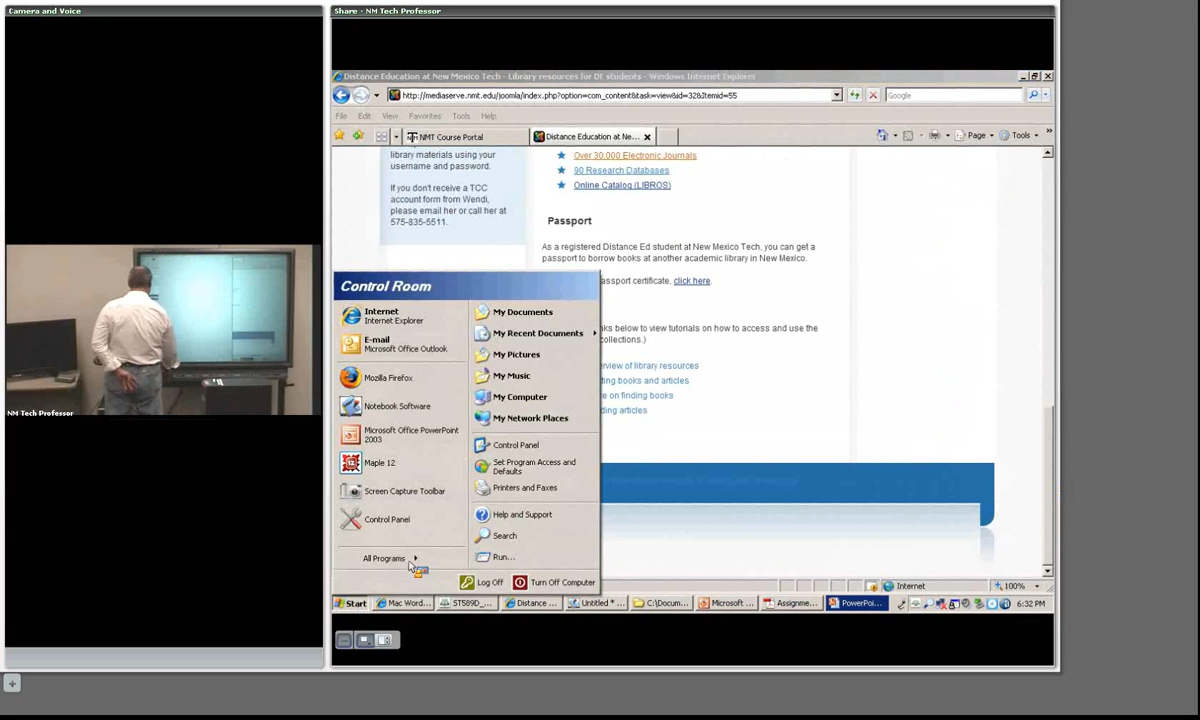 Camera and Voice
NM Tech Professor
Share - NM Tech Professor
Distance Education at New Mexico Tech - Library resources for DE students - Windows Internet Explorer
http://mediaserve.nmt.edu/joomla/index.php?option=com_content&task=view&id=32&Itemid=55
Google
File Edit View Favorites Tools Help
NMT Course Portal
Distance Education at Ne...
Page
Tools
library materials using your
username and password.
If you don't receive a TCC
account form from Wendi,
please email her or call her at
575-835-5511.
Over 30,000 Electronic Journals
90 Research Databases
Online Catalog (LIBROS)
Passport
As a registered Distance Ed student at New Mexico Tech, you can get a
passport to borrow books at another academic library in New Mexico.
assport certificate, click here.
ks below to view tutorials on how to access and use the
collections.)
rview of library resources
ding books and articles
e on finding books
ding articles
Control Room
Internet
Internet Explorer
E-mail
Microsoft Office Outlook
Mozilla Firefox
Notebook Software
Microsoft Office PowerPoint
2003
Maple 12
Screen Capture Toolbar
Control Panel
All Programs
My Documents
My Recent Documents
My Pictures
My Music
My Computer
My Network Places
Control Panel
Set Program Access and
Defaults
Printers and Faxes
Help and Support
Search
Run...
Log Off
Turn Off Computer
Internet
100%
Start
Mac Word...
ST589D_...
Distance ...
Untitled * ...
C:\Docum...
Microsoft ...
Assignme...
PowerPoi...
6:32 PM